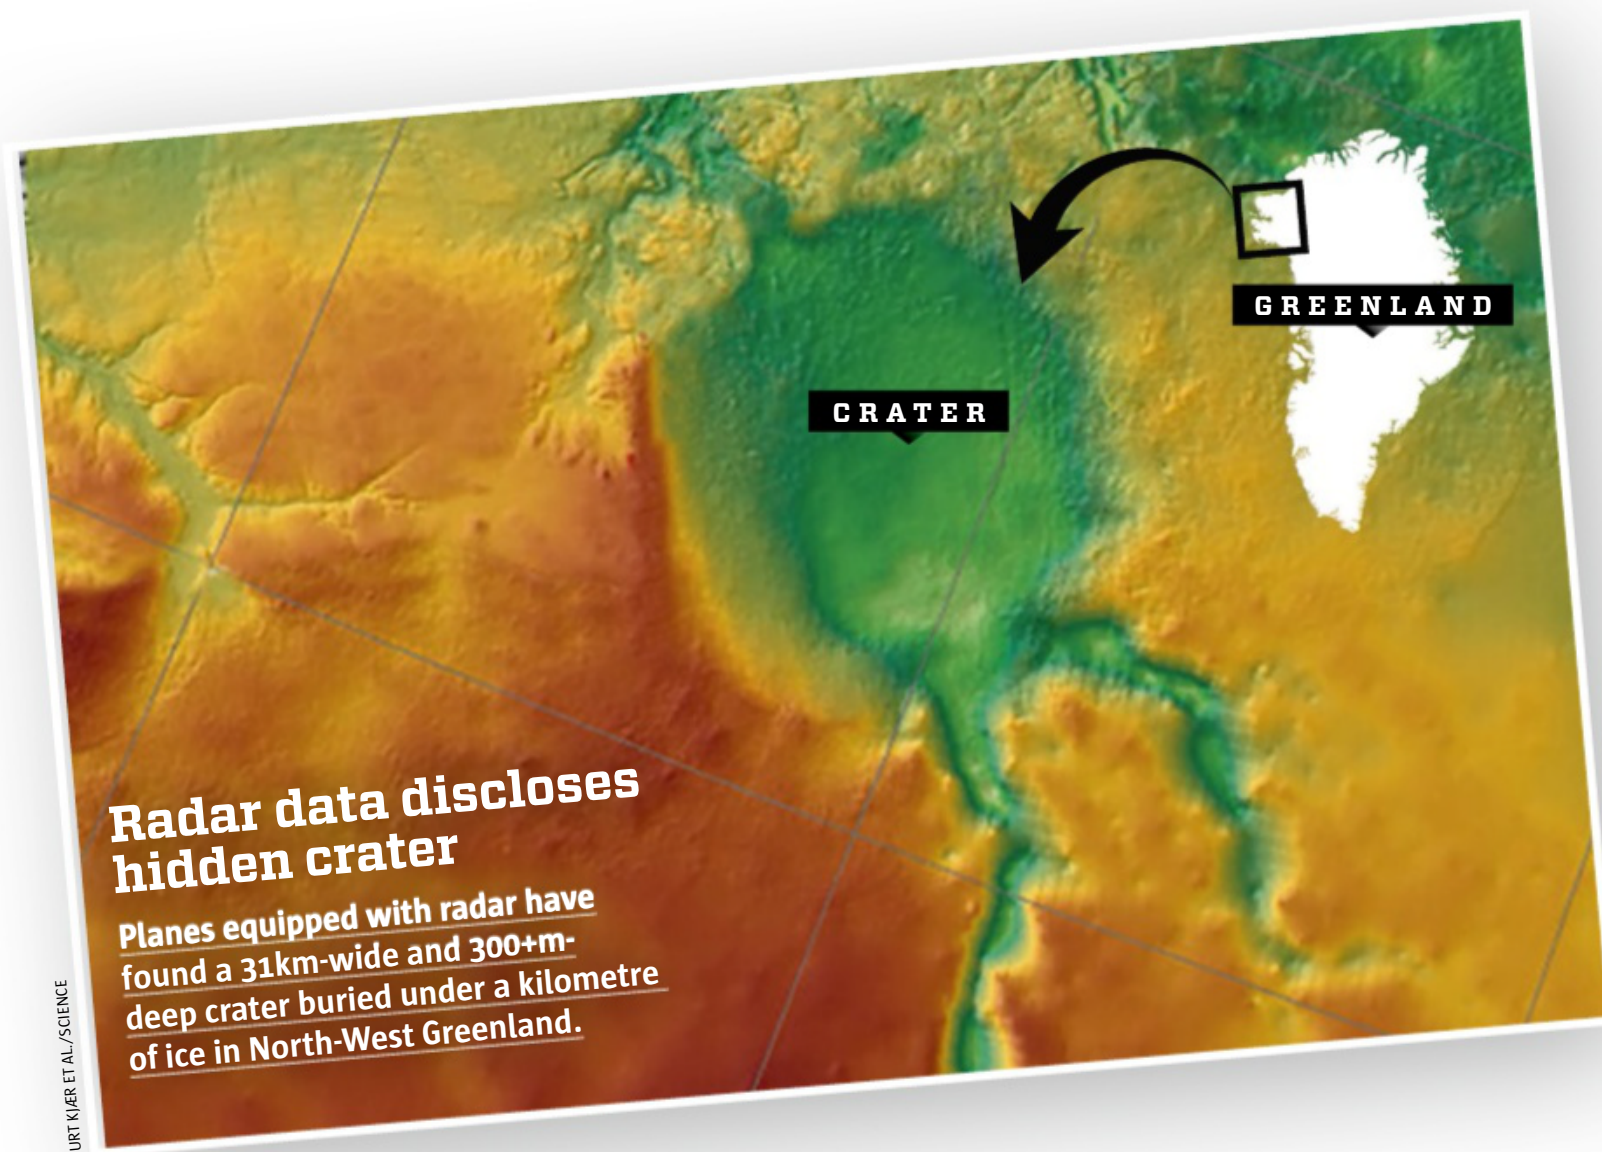 GREENLAND
CRATER
Radar data discloses
hidden crater
Planes equipped with radar have
found a 31km-wide and 300+m-
deep crater buried under a kilometre
of ice in North-West Greenland.
URT KJÆR ET AL./SCIENCE